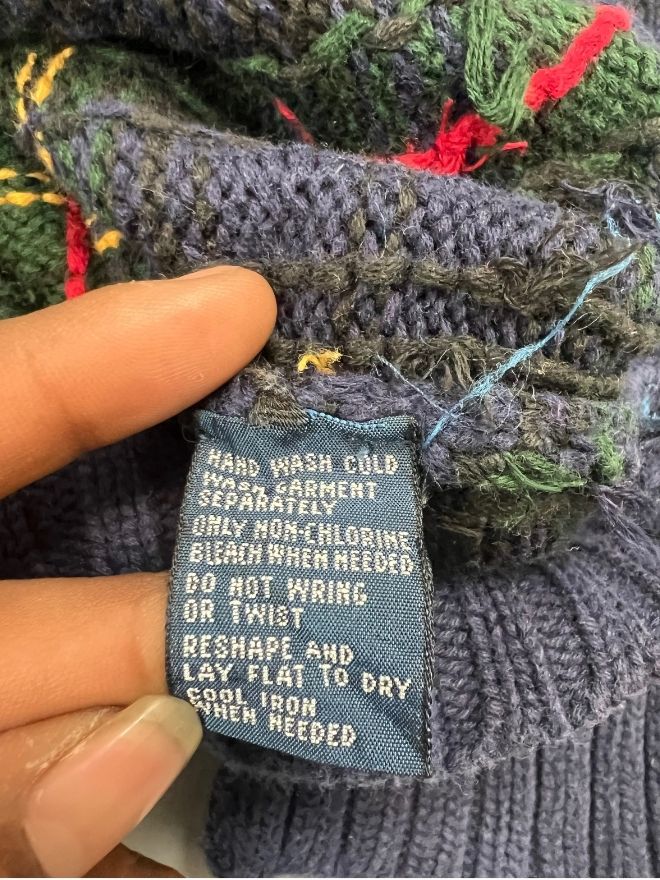 HAND WASH COLD
WASH GARMENT
SEPARATELY
ONLY NON-CHLORINE
BLEACH WHEN NEEDED
DO NOT WRING
OR TWIST
RESHAPE AND
LAY FLAT TO DRY
COOL IRON
WHEN NEEDED